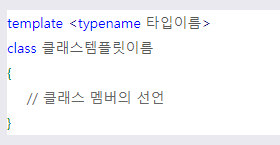 template <typename 타입이름>
class 클래스템플릿이름
{
// 클래스 멤버의 선언
}